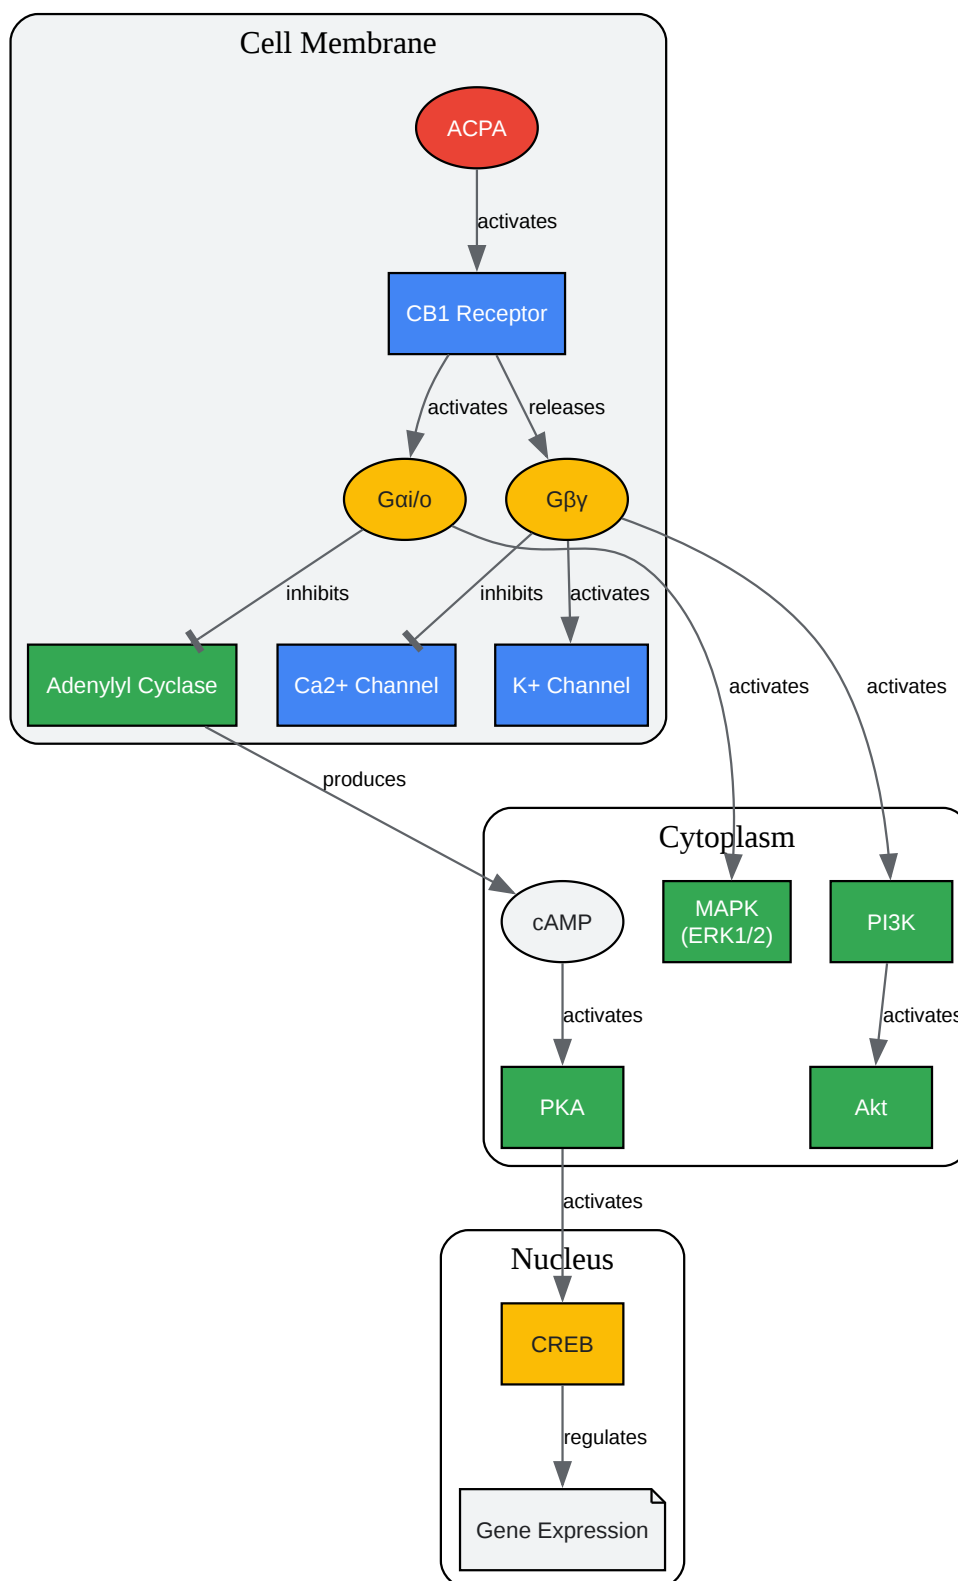 Cell Membrane
ACPA
activates
CB1 Receptor
activates
releases
Gαi/o
Gβγ
inhibits
inhibits
activates
Adenylyl Cyclase
Ca2+ Channel
K+ Channel
activates
activates
produces
Cytoplasm
cAMP
MAPK
(ERK1/2)
PI3K
activates
activates
PKA
Akt
activates
Nucleus
CREB
regulates
Gene Expression